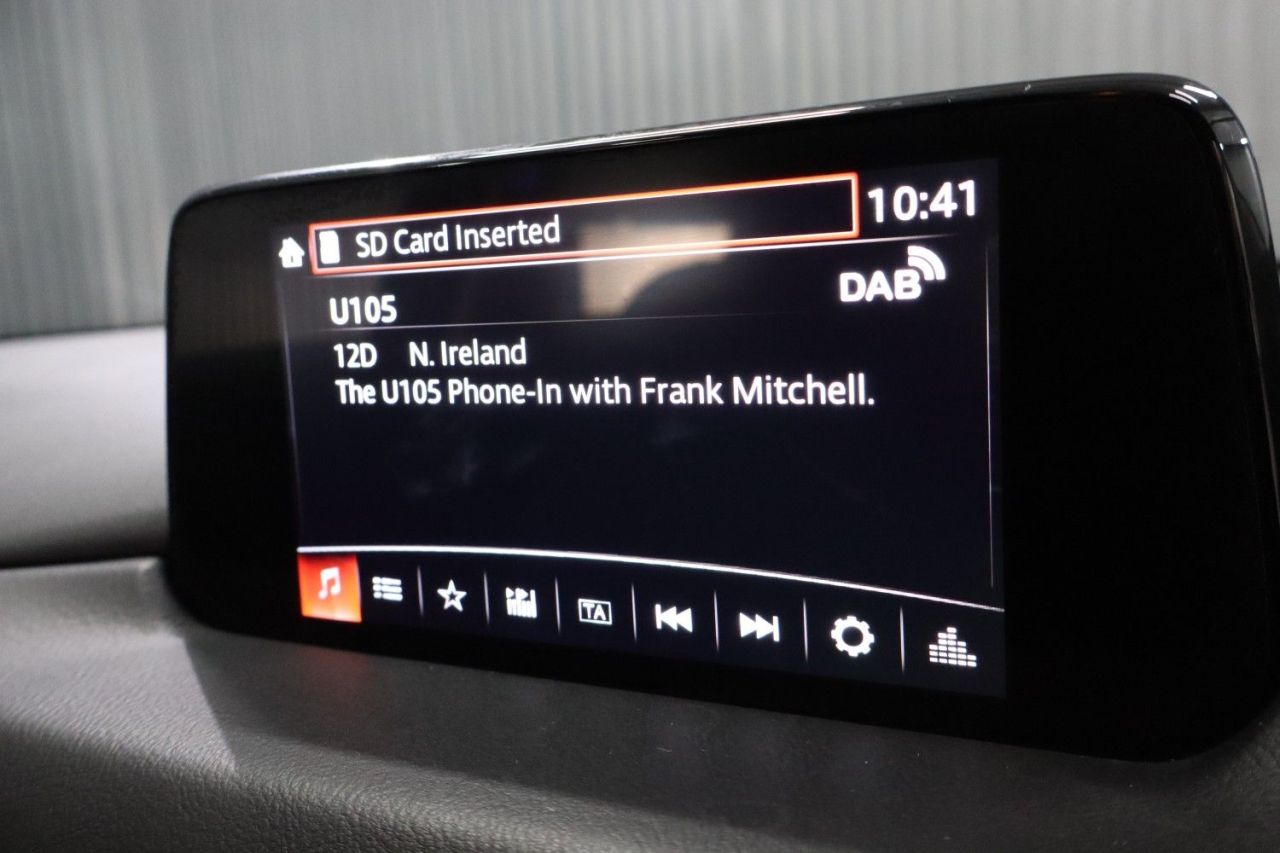 SD Card Inserted
10:41
DAB
U105
12D N. Ireland
The U105 Phone-In with Frank Mitchell.
TA